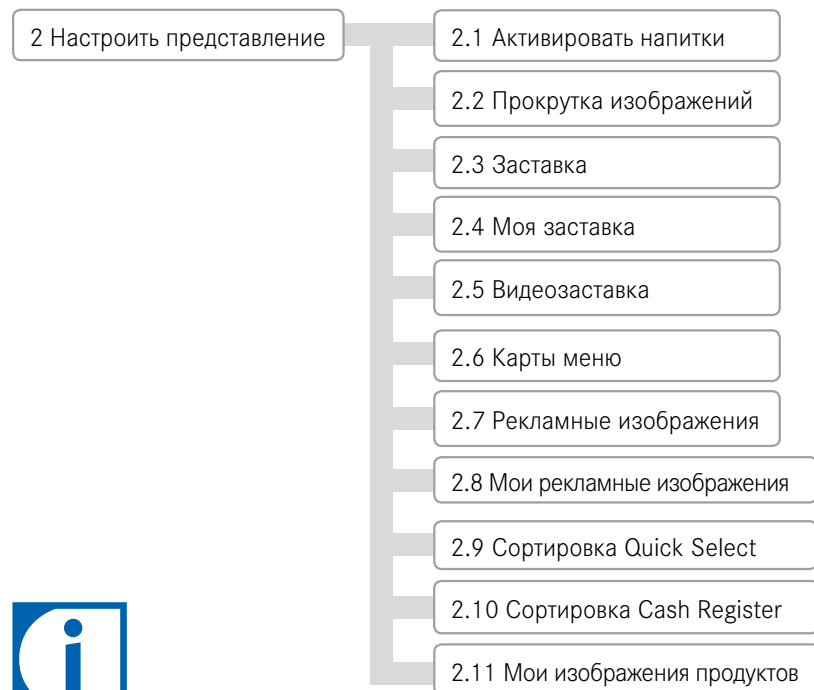 2 Настроить представление
2.1 Активировать напитки
2.2 Прокрутка изображений
2.3 Заставка
2.4 Моя заставка
2.5 Видеозаставка
2.6 Карты меню
2.7 Рекламные изображения
2.8 Мои рекламные изображения
2.9 Сортировка Quick Select
2.10 Сортировка Cash Register
2.11 Мои изображения продуктов